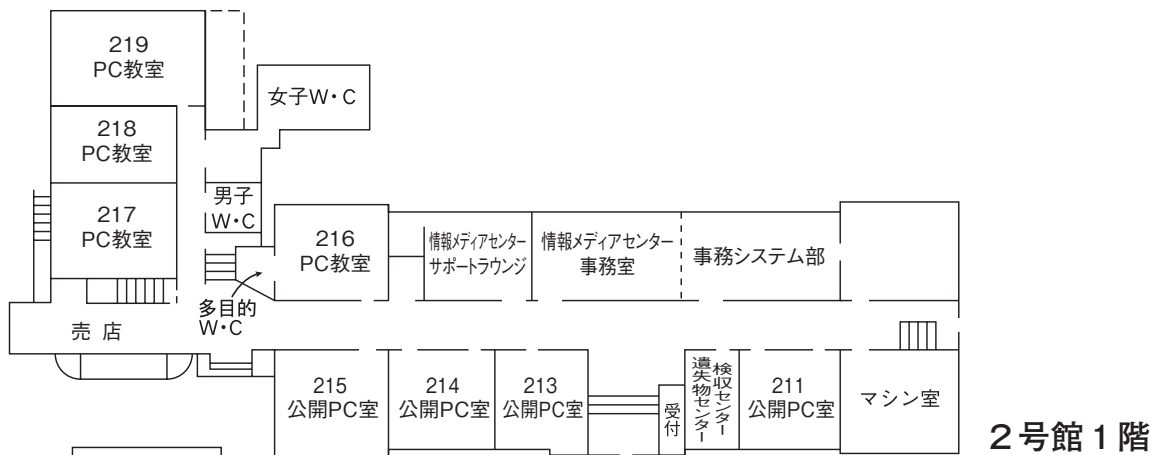 219
PC教室
女子W・C
218
PC教室
男子
W・C
217
PC教室
216
PC教室
情報メディアセンター
サポートラウンジ
情報メディアセンター
事務室
事務システム部
多目的
W・C
売店
215
公開PC室
214
公開PC室
213
公開PC室
受付
検収センター
遺失物センター
211
公開PC室
マシン室
2号館1階